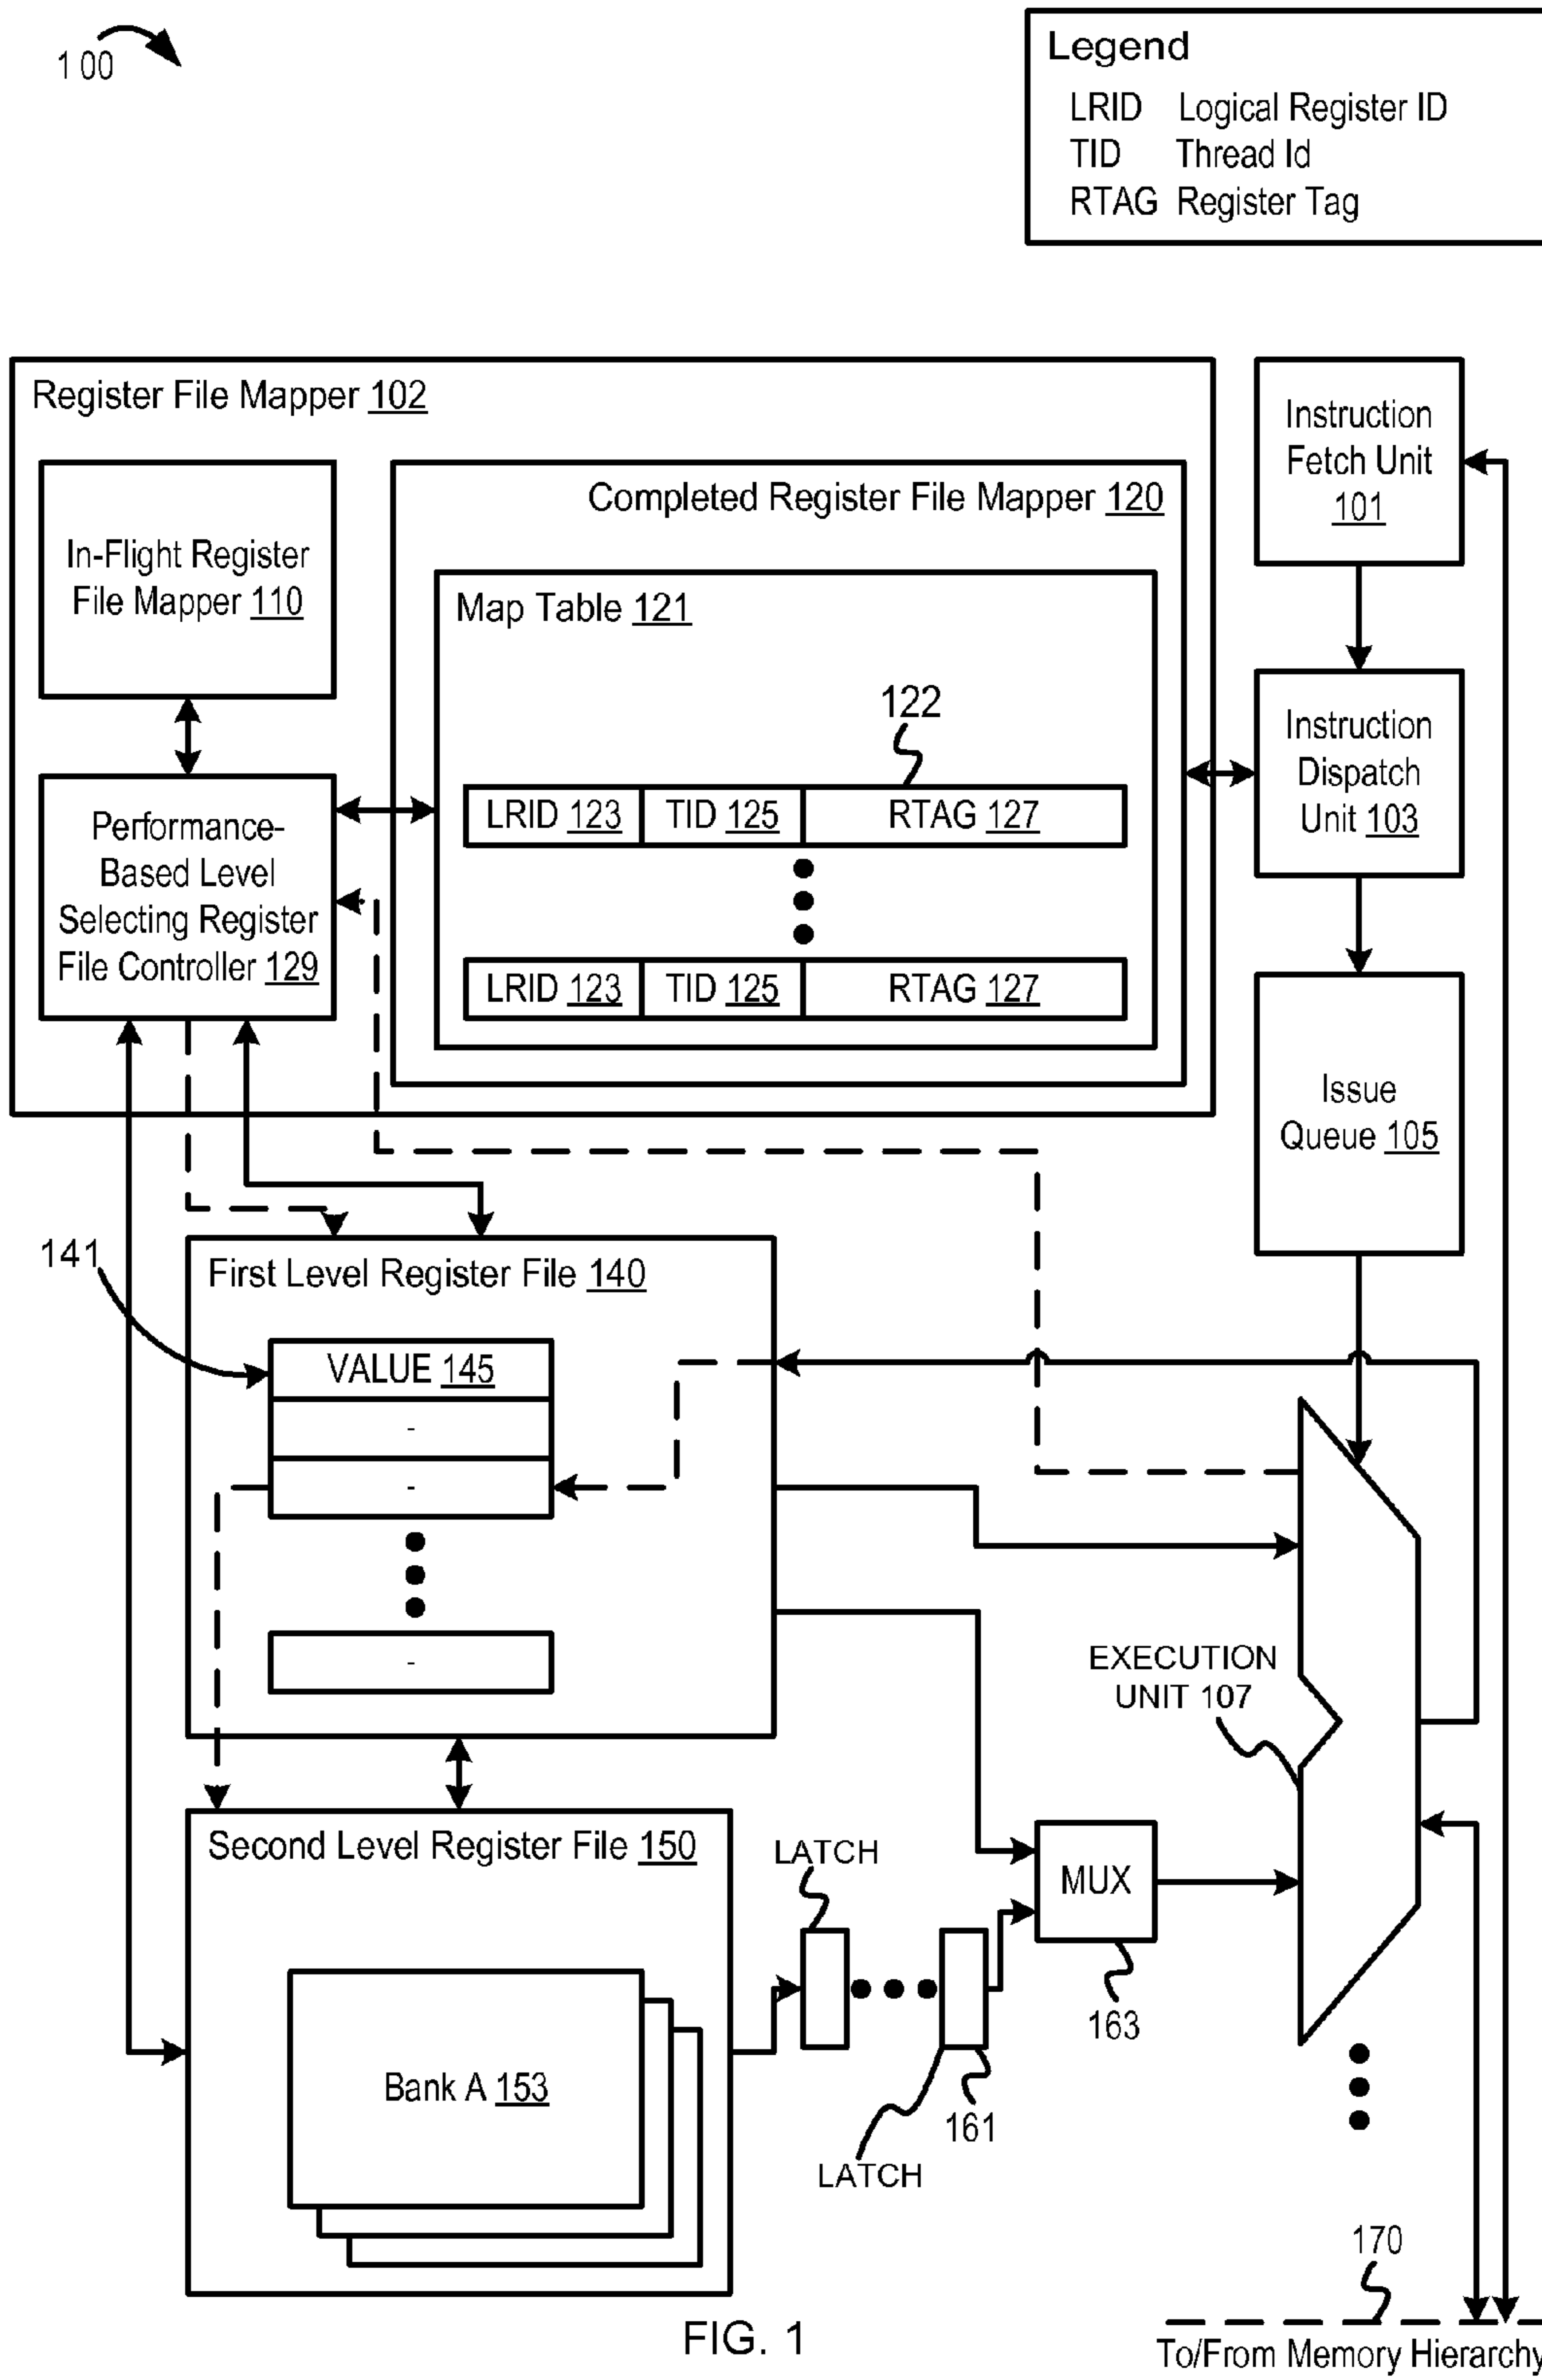 100
Legend
LRID Logical Register ID
TID Thread Id
RTAG Register Tag
Register File Mapper 102
In-Flight Register
File Mapper 110
Completed Register File Mapper 120
Map Table 121
122
LRID 123 TID 125 RTAG 127
LRID 123 TID 125 RTAG 127
Performance-
Based Level
Selecting Register
File Controller 129
Instruction
Fetch Unit
101
Instruction
Dispatch
Unit 103
Issue
Queue 105
141
First Level Register File 140
VALUE 145
-
-
-
EXECUTION
UNIT 107
Second Level Register File 150
Bank A 153
LATCH
LATCH
161
MUX
163
170
To/From Memory Hierarchy
FIG. 1